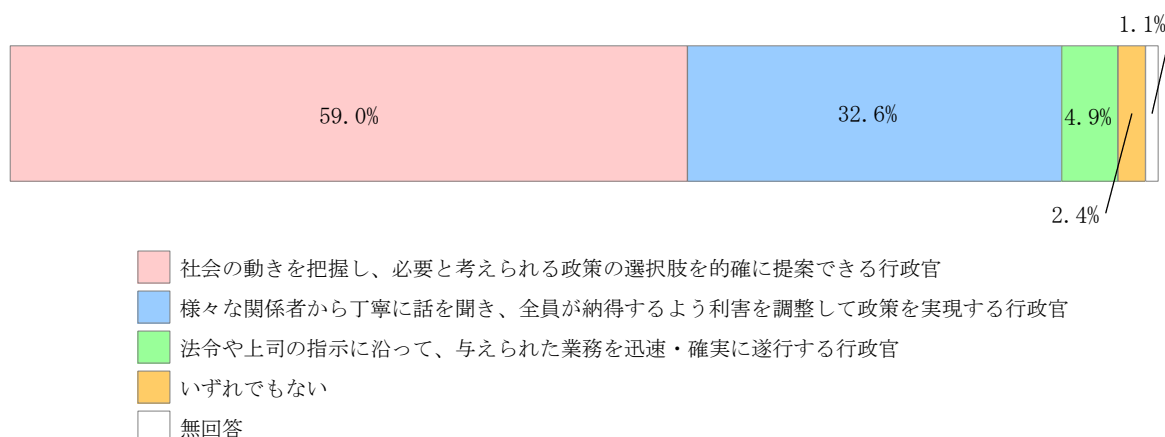 1.1%
59.0%
32.6%
4.9%
2.4%
社会の動きを把握し、必要と考えられる政策の選択肢を的確に提案できる行政官
様々な関係者から丁寧に話を聞き、全員が納得するよう利害を調整して政策を実現する行政官
法令や上司の指示に沿って、与えられた業務を迅速・確実に遂行する行政官
いずれでもない
無回答